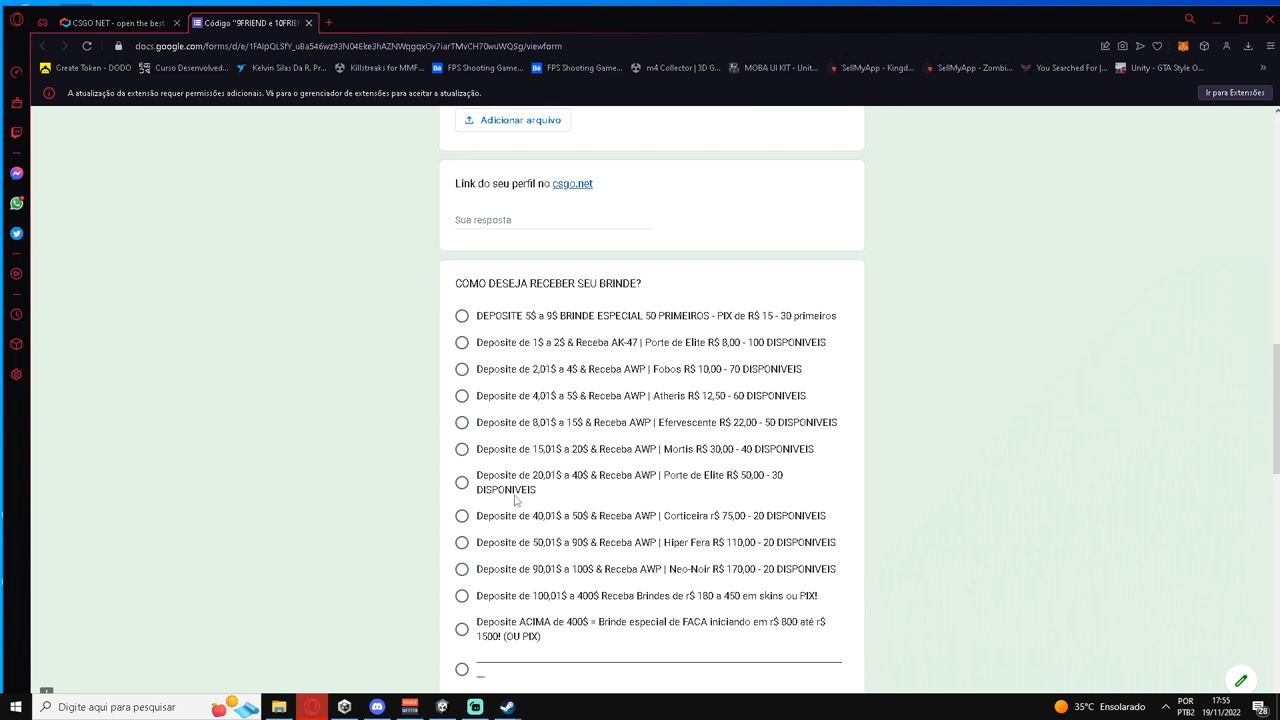 CSGO NET - open the best
Código "9FRIEND e 10FRIE
docs.google.com/forms/d/e/1FAIpQLSfY_uBa546wz93N04Eke3hAZNWqgqxOy7iarTMvCH70wuWQSg/viewform
Create Token - DODO
Curso Desenvolved...
Kelvin Silas Da R. Pr...
Killstreaks for MMF...
FPS Shooting Game...
FPS Shooting Game...
m4 Collector | 3D G...
MOBA UI KIT - Unit...
SellMyApp - Kingd...
SellMyApp - Zombi...
You Searched For |...
Unity - GTA Style O...
A atualização da extensão requer permissões adicionais. Vá para o gerenciador de extensões para aceitar a atualização.
Ir para Extensões
Adicionar arquivo
Link do seu perfil no csgo.net
Sua resposta
COMO DESEJA RECEBER SEU BRINDE?
DEPOSITE 5$ a 9$ BRINDE ESPECIAL 50 PRIMEIROS - PIX de R$ 15 - 30 primeiros
Deposite de 1$ a 2$ & Receba AK-47 | Porte de Elite R$ 8,00 - 100 DISPONIVEIS
Deposite de 2,01$ a 4$ & Receba AWP | Fobos R$ 10,00 - 70 DISPONIVEIS
Deposite de 4,01$ a 5$ & Receba AWP | Atheris R$ 12,50 - 60 DISPONIVEIS
Deposite de 8,01$ a 15$ & Receba AWP | Efervescente R$ 22,00 - 50 DISPONIVEIS
Deposite de 15,01$ a 20$ & Receba AWP | Mortis R$ 30,00 - 40 DISPONIVEIS
Deposite de 20,01$ a 40$ & Receba AWP | Porte de Elite R$ 50,00 - 30
DISPONIVEIS
Deposite de 40,01$ a 50$ & Receba AWP | Corticeira r$ 75,00 - 20 DISPONIVEIS
Deposite de 50,01$ a 90$ & Receba AWP | Hiper Fera R$ 110,00 - 20 DISPONIVEIS
Deposite de 90,01$ a 100$ & Receba AWP | Neo-Noir R$ 170,00 - 20 DISPONIVEIS
Deposite de 100,01$ a 400$ Receba Brindes de r$ 180 a 450 em skins ou PIX!
Deposite ACIMA de 400$ = Brinde especial de FACA iniciando em r$ 800 até r$
1500! (OU PIX)
Digite aqui para pesquisar
35°C Ensolarado
POR
PTB2
17:55
19/11/2022
28